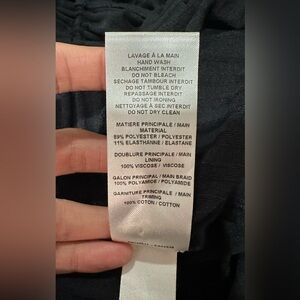 LAVAGE À LA MAIN
HAND WASH
BLANCHIMENT INTERDIT
DO NOT BLEACH
SÉCHAGE TAMBOUR INTERDIT
DO NOT TUMBLE DRY
REPASSAGE INTERDIT
DO NOT IRONING
NETTOYAGE À SEC INTERDIT
DO NOT DRY CLEAN
MATIÈRE PRINCIPALE / MAIN
MATERIAL
89% POLYESTER / POLYESTER
11% ELASTHANNE / ELASTANE
DOUBLURE PRINCIPALE / MAIN
LINING
100% VISCOSE / VISCOSE
GALON PRINCIPAL / MAIN BRAID
100% POLYAMIDE / POLYAMIDE
GARNITURE PRINCIPALE / MAIN
TRIMING
100% COTON / COTTON